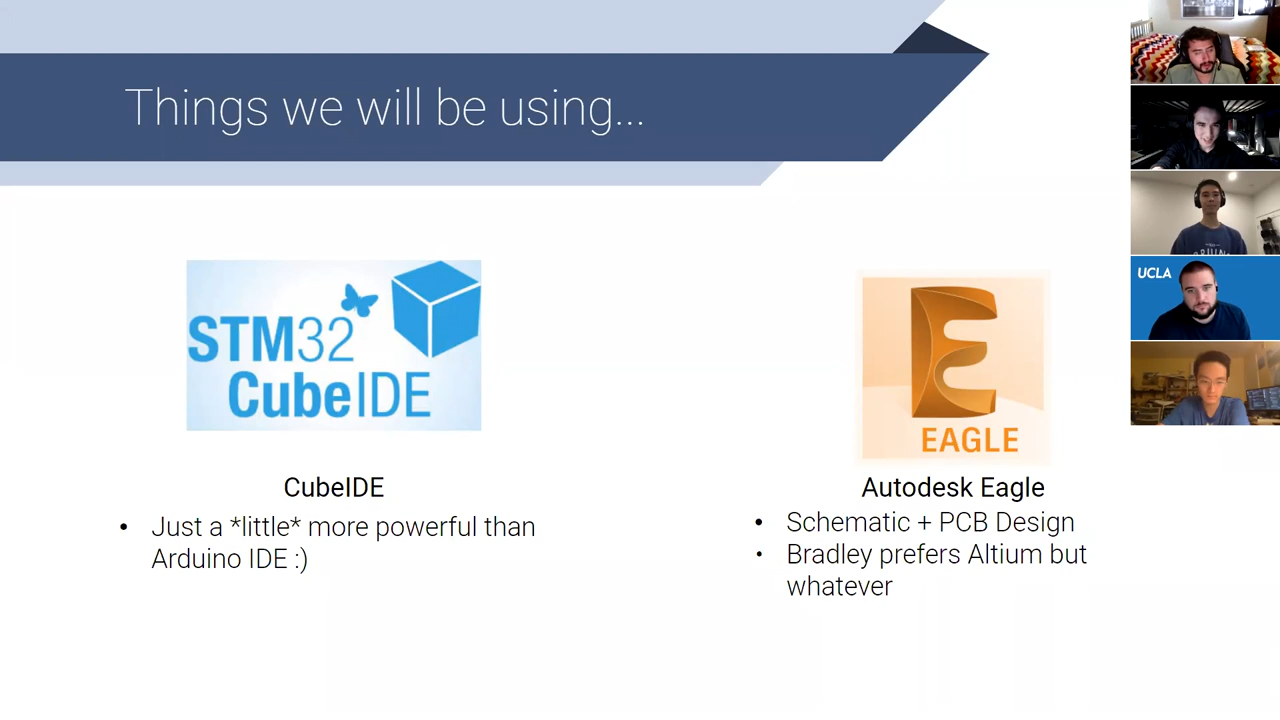 Things we will be using...
STM32
CubeIDE
EAGLE
CubeIDE
• Just a *little* more powerful than
Arduino IDE :)
Autodesk Eagle
• Schematic + PCB Design
• Bradley prefers Altium but
whatever
UCLA